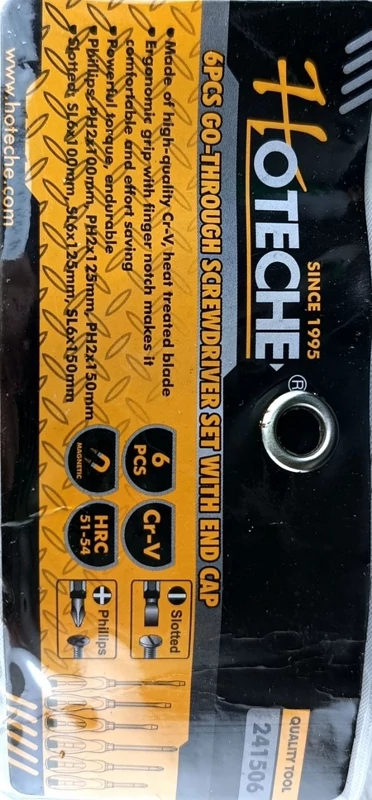 SINCE 1995
HOTECHE®
QUALITY TOOL
241506
6PCS GO-THROUGH SCREWDRIVER SET WITH END CAP
•Made of high-quality Cr-V, heat treated blade
•Ergonomic grip with finger notch makes it
comfortable and effort saving
•Powerful torque, endurable
•Phillips: PH2x100mm, PH2x125mm, PH2x150mm
•Slotted: SL6x100mm, SL6x125mm, SL6x150mm
6
PCS
Cr-V
Slotted
MAGNETIC
HRC
51-54
Phillips
www.hoteche.com